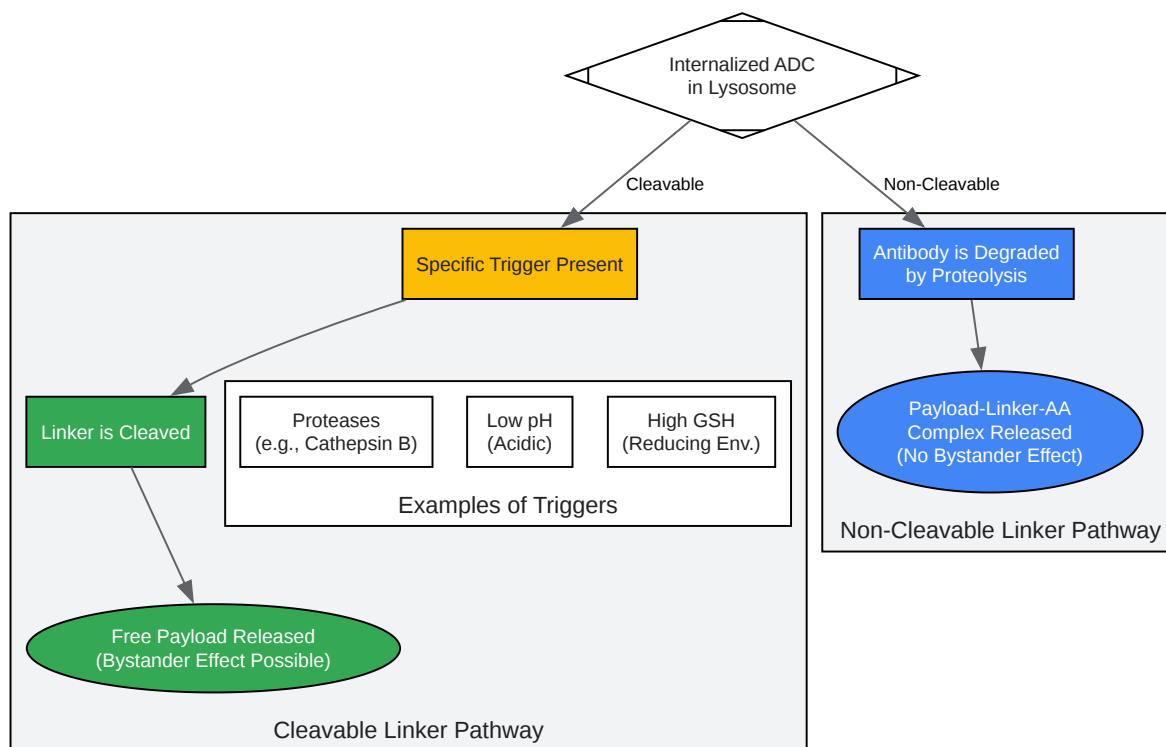 Internalized ADC
in Lysosome
Cleavable
Non-Cleavable
Specific Trigger Present
Antibody is Degraded
by Proteolysis
Linker is Cleaved
Proteases
(e.g., Cathepsin B)
Low pH
(Acidic)
High GSH
(Reducing Env.)
Examples of Triggers
Payload-Linker-AA
Complex Released
(No Bystander Effect)
Non-Cleavable Linker Pathway
Free Payload Released
(Bystander Effect Possible)
Cleavable Linker Pathway